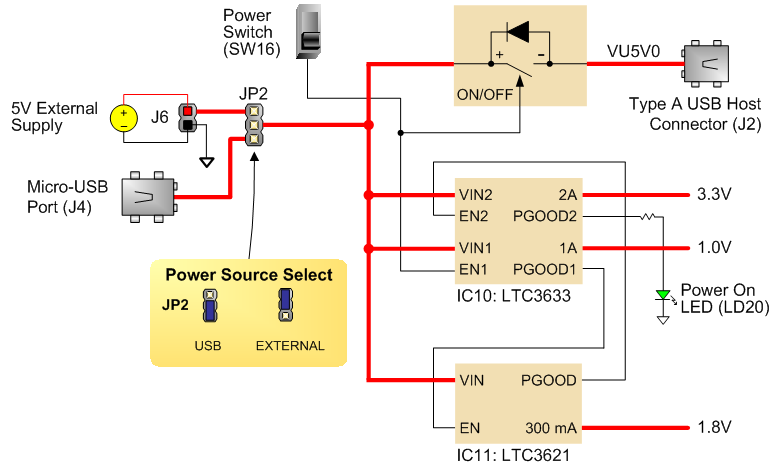 Power
Switch
(SW16)
+
-
ON/OFF
VU5V0
Type A USB Host
Connector (J2)
5V External
Supply
+
-
J6
JP2
Micro-USB
Port (J4)
VIN2
2A
3.3V
EN2
PGOOD2
VIN1
1A
1.0V
EN1
PGOOD1
IC10: LTC3633
Power On
LED (LD20)
Power Source Select
JP2
USB
EXTERNAL
VIN
PGOOD
EN
300 mA
1.8V
IC11: LTC3621